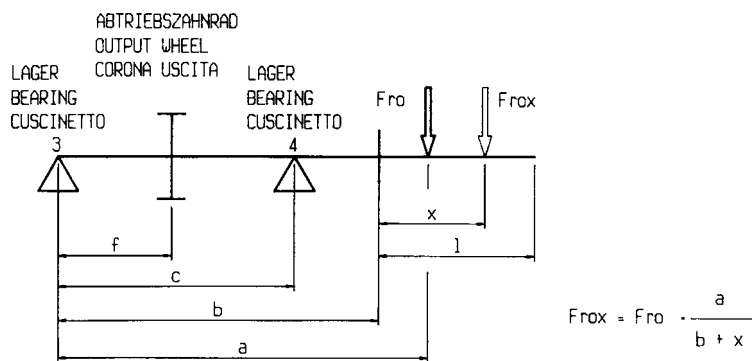 ABTRIEBSZAHNRAD
OUTPUT WHEEL
CORONA USCITA
LAGER
BEARING
CUSCINETTO
3
LAGER
BEARING
CUSCINETTO
4
Fro
Frox
x
f
l
c
b
a
Frox = Fro · a / b + x